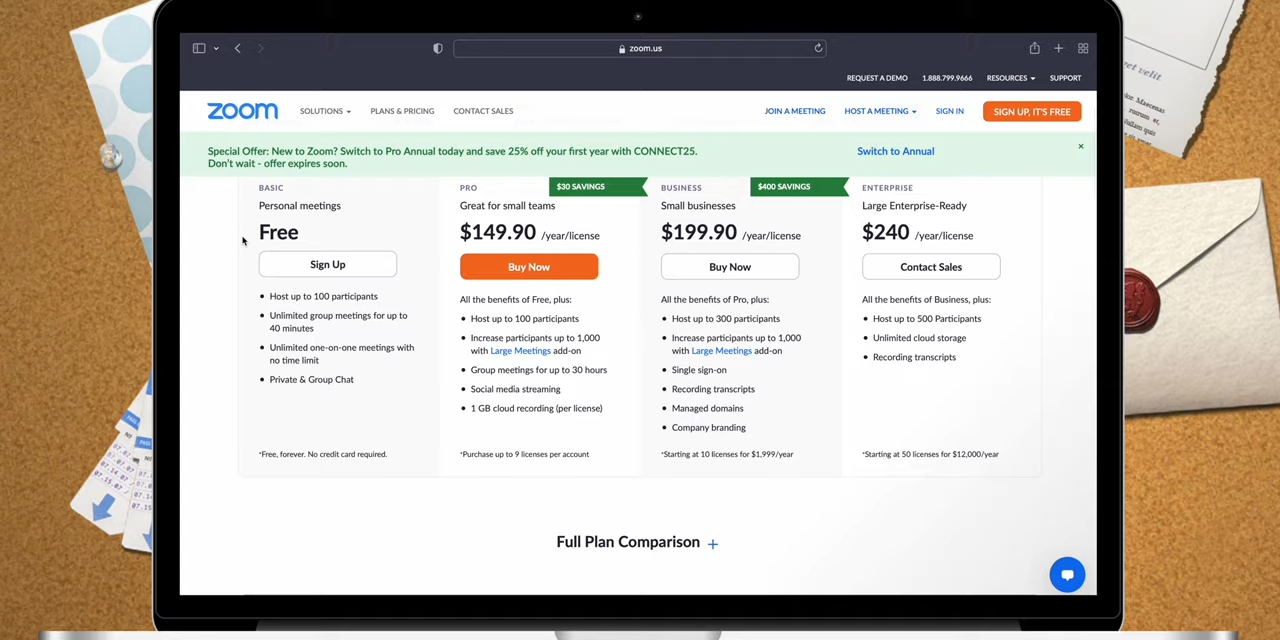 zoom.us
REQUEST A DEMO 1.888.799.9666 RESOURCES SUPPORT
zoom SOLUTIONS PLANS & PRICING CONTACT SALES JOIN A MEETING HOST A MEETING SIGN IN SIGN UP, IT'S FREE
Special Offer: New to Zoom? Switch to Pro Annual today and save 25% off your first year with CONNECT25.
Don't wait - offer expires soon.
Switch to Annual
BASIC
Personal meetings
Free
Sign Up
• Host up to 100 participants
• Unlimited group meetings for up to
40 minutes
• Unlimited one-on-one meetings with
no time limit
• Private & Group Chat
*Free, forever. No credit card required.
$30 SAVINGS
PRO
Great for small teams
$149.90 /year/license
Buy Now
All the benefits of Free, plus:
• Host up to 100 participants
• Increase participants up to 1,000
with Large Meetings add-on
• Group meetings for up to 30 hours
• Social media streaming
• 1 GB cloud recording (per license)
*Purchase up to 9 licenses per account
$400 SAVINGS
BUSINESS
Small businesses
$199.90 /year/license
Buy Now
All the benefits of Pro, plus:
• Host up to 300 participants
• Increase participants up to 1,000
with Large Meetings add-on
• Single sign-on
• Recording transcripts
• Managed domains
• Company branding
*Starting at 10 licenses for $1,999/year
ENTERPRISE
Large Enterprise-Ready
$240 /year/license
Contact Sales
All the benefits of Business, plus:
• Host up to 500 Participants
• Unlimited cloud storage
• Recording transcripts
*Starting at 50 licenses for $12,000/year
Full Plan Comparison +
et velit